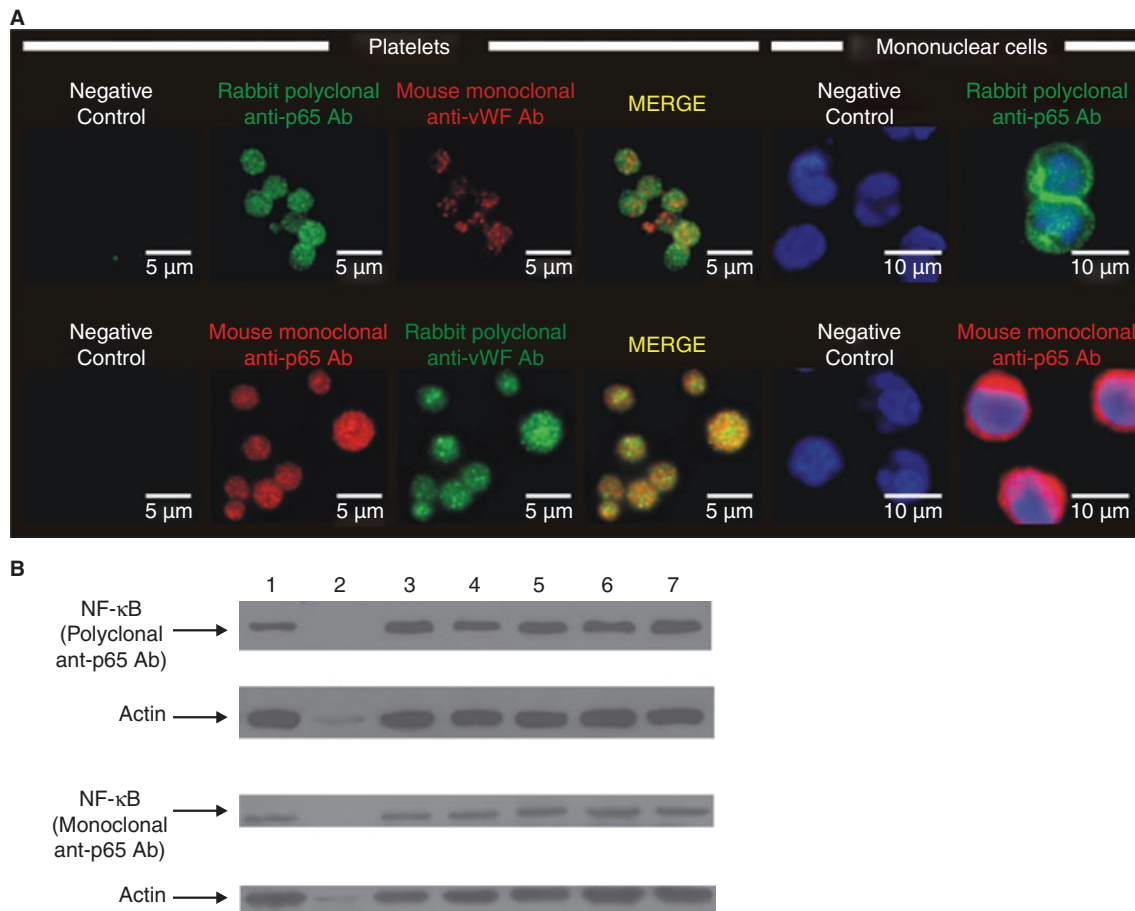 A
Platelets
Mononuclear cells
Negative
Control
Rabbit polyclonal
anti-p65 Ab
Mouse monoclonal
anti-vWF Ab
MERGE
Negative
Control
Rabbit polyclonal
anti-p65 Ab
5 µm
5 µm
5 µm
5 µm
10 µm
10 µm
Negative
Control
Mouse monoclonal
anti-p65 Ab
Rabbit polyclonal
anti-vWF Ab
MERGE
Negative
Control
Mouse monoclonal
anti-p65 Ab
5 µm
5 µm
5 µm
5 µm
10 µm
10 µm
B
1 2 3 4 5 6 7
NF-κB
(Polyclonal
ant-p65 Ab)
Actin
NF-κB
(Monoclonal
ant-p65 Ab)
Actin